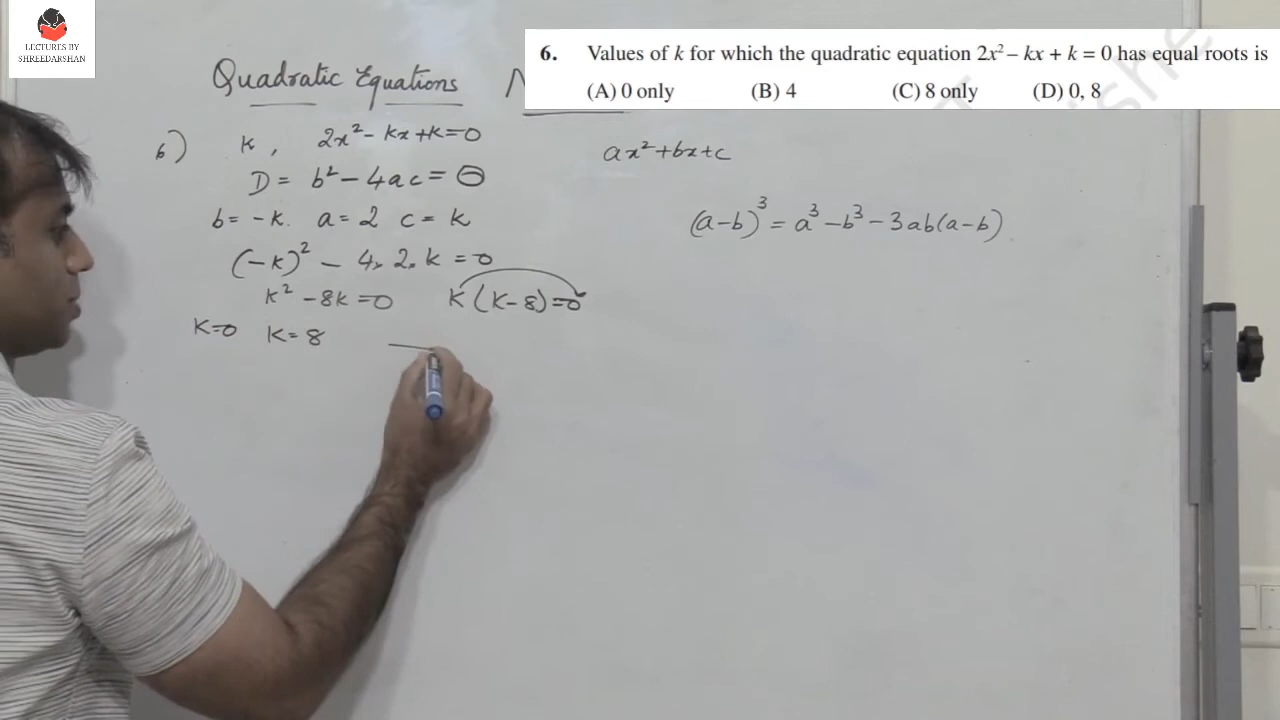 LECTURES BY
SHREEDARSHAN
6. Values of k for which the quadratic equation 2x² – kx + k = 0 has equal roots is
(A) 0 only (B) 4 (C) 8 only (D) 0, 8
Quadratic Equations
6) K, 2x² - kx + k = 0
D = b² - 4ac = 0
b = -k. a = 2 c = k
(-k)² - 4 × 2 × k = 0
k² - 8k = 0 k(k-8) = 0
K=0 K=8
ax² + bx + c
(a-b)³ = a³ - b³ - 3ab(a-b)